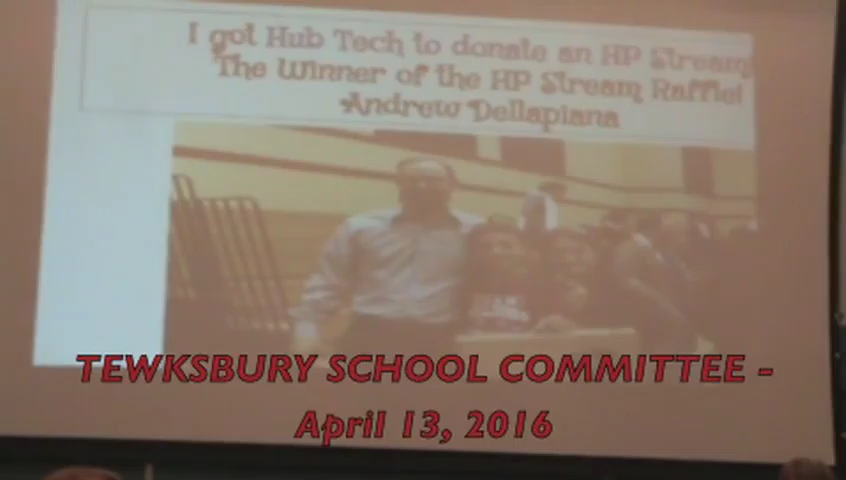 I got Hub Tech to donate an HP Stream
The Winner of the HP Stream Raffle!
Andrew Dellapiana
TEWKSBURY SCHOOL COMMITTEE -
April 13, 2016